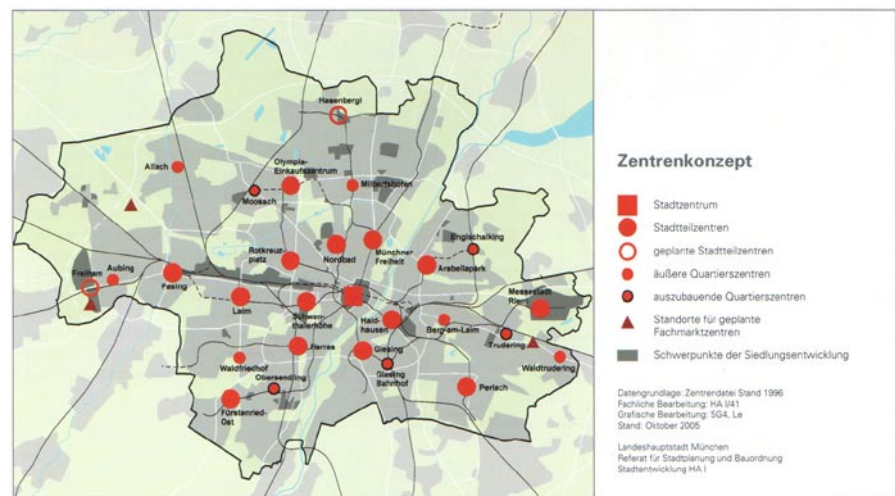 Hasenbergl
Allach
Olympia-
Einkaufszentrum
Milbertshofen
Moosach
Englschalking
Rotkreuz-
platz
Nordbad
Münchner
Freiheit
Arabellapark
Freiham
Aubing
Pasing
Messestadt
Riem
Laim
Schwan-
thalerhöhe
Haid-
hausen
Berg-am-Laim
Trudering
Harras
Giesing
Waldfriedhof
Waldtrudering
Obersendling
Giesing
Bahnhof
Perlach
Fürstenried-
Ost
Zentrenkonzept
Stadtzentrum
Stadtteilzentren
geplante Stadtteilzentren
äußere Quartierszentren
auszubauende Quartierszentren
Standorte für geplante
Fachmarktzentren
Schwerpunkte der Siedlungsentwicklung
Datengrundlage: Zentrendatei Stand 1996
Fachliche Bearbeitung: HA I/41
Grafische Bearbeitung: SG4, Le
Stand: Oktober 2005
Landeshauptstadt München
Referat für Stadtplanung und Bauordnung
Stadtentwicklung HA I